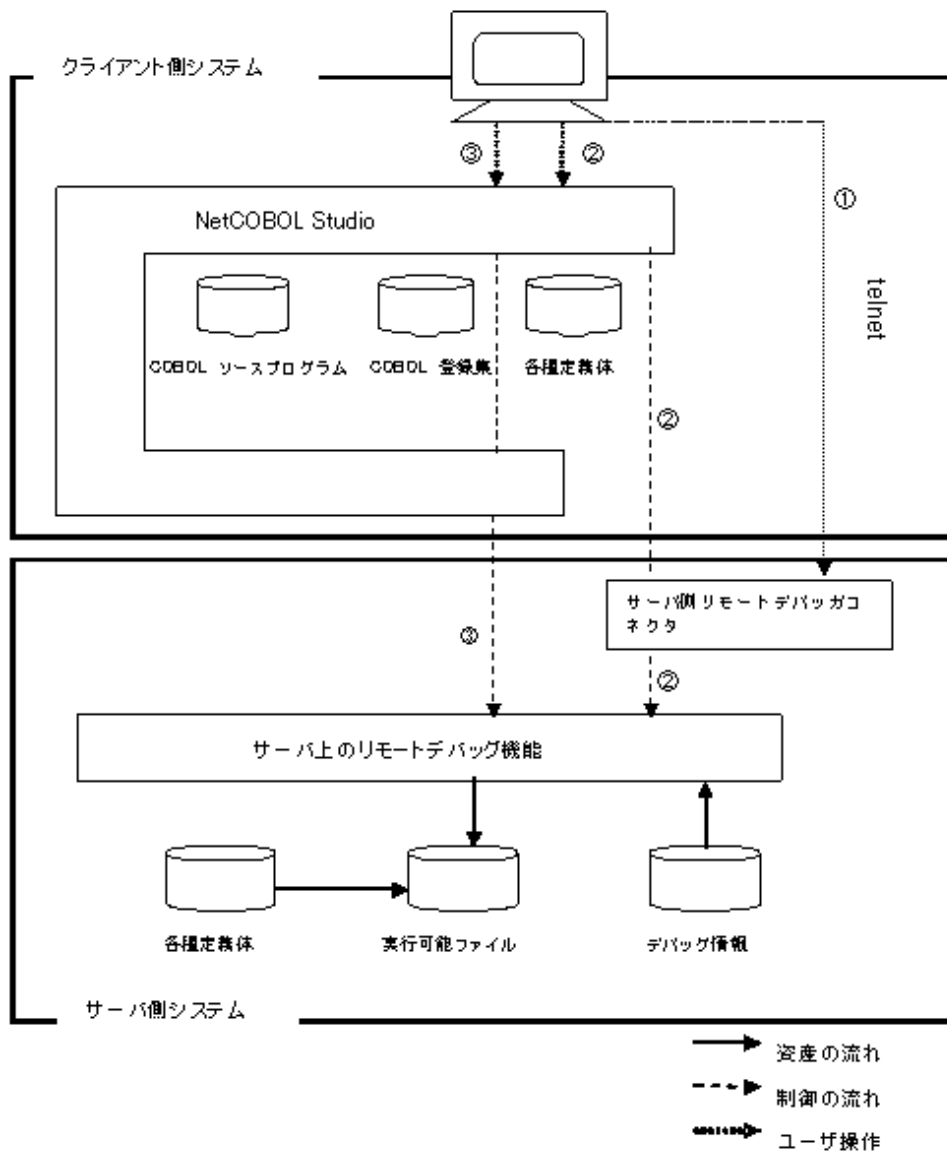 クライアント側システム
③
②
①
NetCOBOL Studio
telnet
COBOL ソースプログラム
COBOL 登録集
各種定義体
②
サーバ側リモートデバッガコ
ネクタ
③
②
サーバ上のリモートデバッグ機能
各種定義体
実行可能ファイル
デバッグ情報
サーバ側システム
資産の流れ
制御の流れ
ユーザ操作